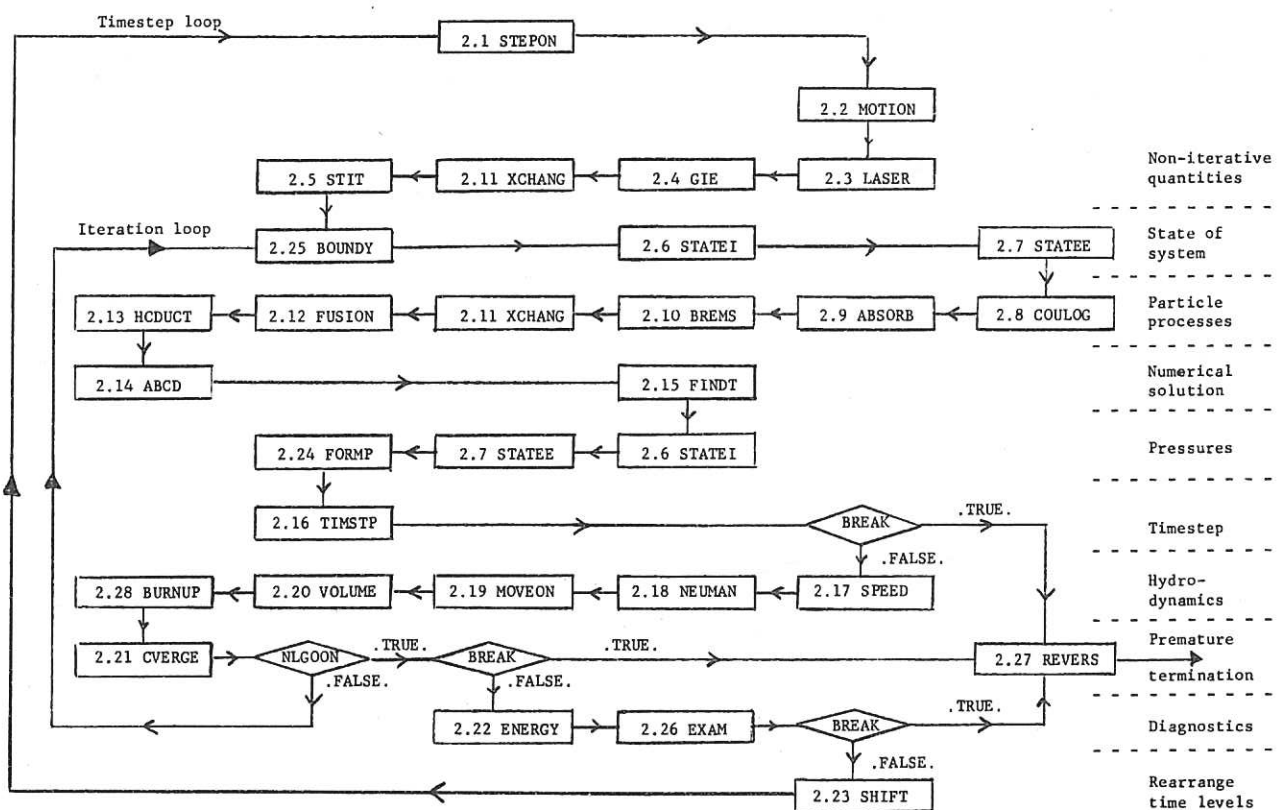 Timestep loop
2.1 STEPON
2.2 MOTION
2.5 STIT
2.11 XCHANG
2.4 GIE
2.3 LASER
Non-iterative
quantities
Iteration loop
2.25 BOUNDY
2.6 STATEI
2.7 STATEE
State of
system
2.13 HCDUCT
2.12 FUSION
2.11 XCHANG
2.10 BREMS
2.9 ABSORB
2.8 COULOG
Particle
processes
2.14 ABCD
2.15 FINDT
Numerical
solution
2.24 FORMP
2.7 STATEE
2.6 STATEI
Pressures
2.16 TIMSTP
BREAK
.TRUE.
.FALSE.
Timestep
2.28 BURNUP
2.20 VOLUME
2.19 MOVEON
2.18 NEUMAN
2.17 SPEED
Hydro-
dynamics
2.21 CVERGE
NLGOON
.TRUE.
.FALSE.
BREAK
.TRUE.
.FALSE.
2.27 REVERS
Premature
termination
2.22 ENERGY
2.26 EXAM
BREAK
.TRUE.
.FALSE.
Diagnostics
2.23 SHIFT
Rearrange
time levels